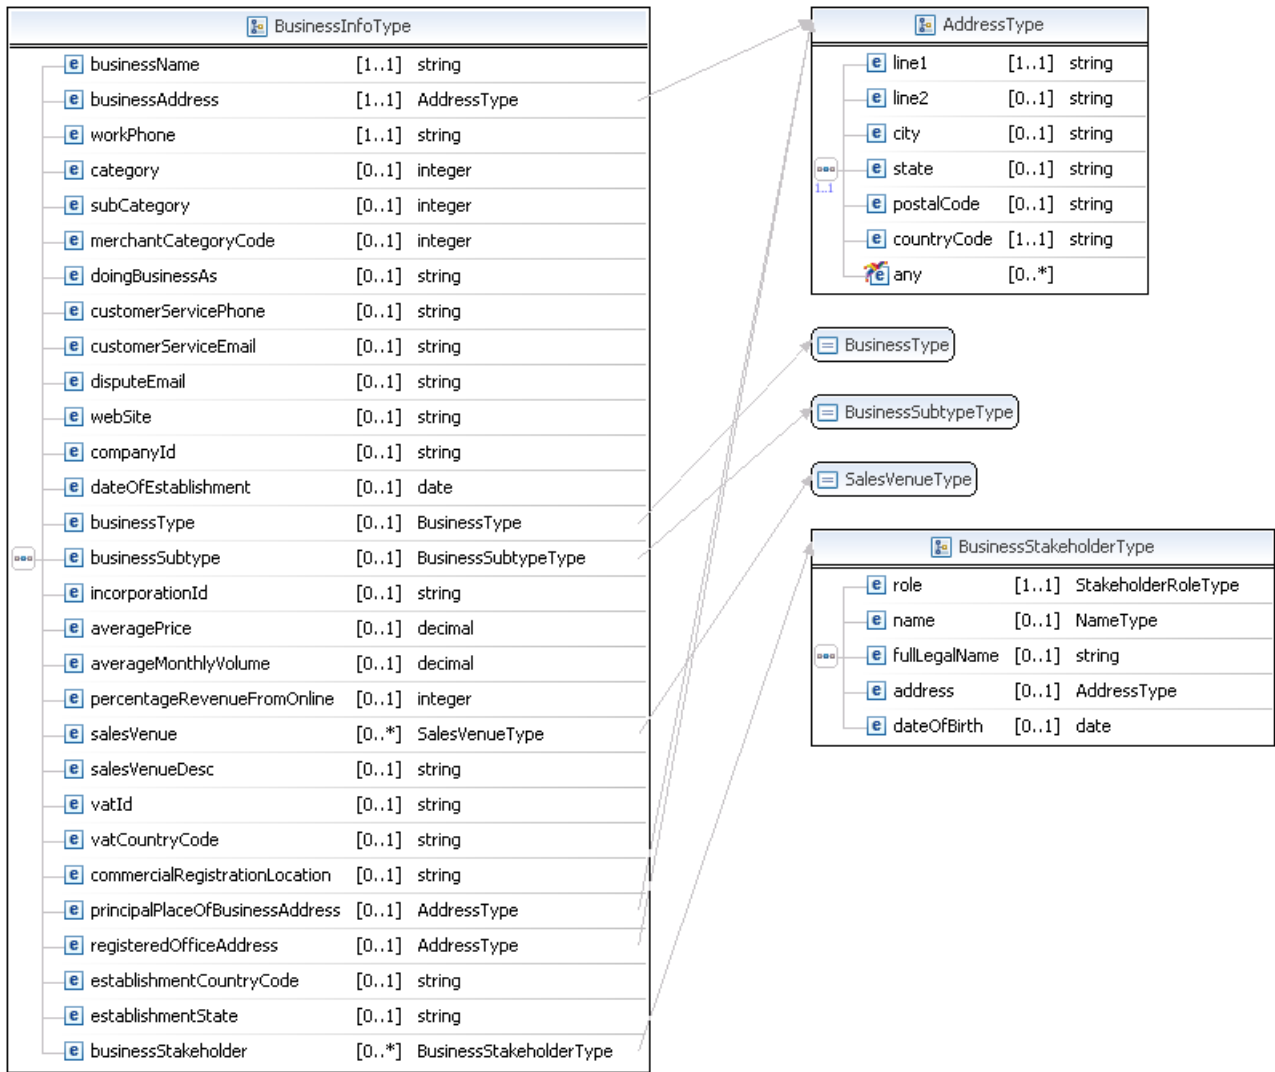 BusinessInfoType
businessName [1..1] string
businessAddress [1..1] AddressType
workPhone [1..1] string
category [0..1] integer
subCategory [0..1] integer
merchantCategoryCode [0..1] integer
doingBusinessAs [0..1] string
customerServicePhone [0..1] string
customerServiceEmail [0..1] string
disputeEmail [0..1] string
webSite [0..1] string
companyId [0..1] string
dateOfEstablishment [0..1] date
businessType [0..1] BusinessType
businessSubtype [0..1] BusinessSubtypeType
incorporationId [0..1] string
averagePrice [0..1] decimal
averageMonthlyVolume [0..1] decimal
percentageRevenueFromOnline [0..1] integer
salesVenue [0..*] SalesVenueType
salesVenueDesc [0..1] string
vatId [0..1] string
vatCountryCode [0..1] string
commercialRegistrationLocation [0..1] string
principalPlaceOfBusinessAddress [0..1] AddressType
registeredOfficeAddress [0..1] AddressType
establishmentCountryCode [0..1] string
establishmentState [0..1] string
businessStakeholder [0..*] BusinessStakeholderType
AddressType
line1 [1..1] string
line2 [0..1] string
city [0..1] string
state [0..1] string
1..1
postalCode [0..1] string
countryCode [1..1] string
any [0..*]
BusinessType
BusinessSubtypeType
SalesVenueType
BusinessStakeholderType
role [1..1] StakeholderRoleType
name [0..1] NameType
fullLegalName [0..1] string
address [0..1] AddressType
dateOfBirth [0..1] date